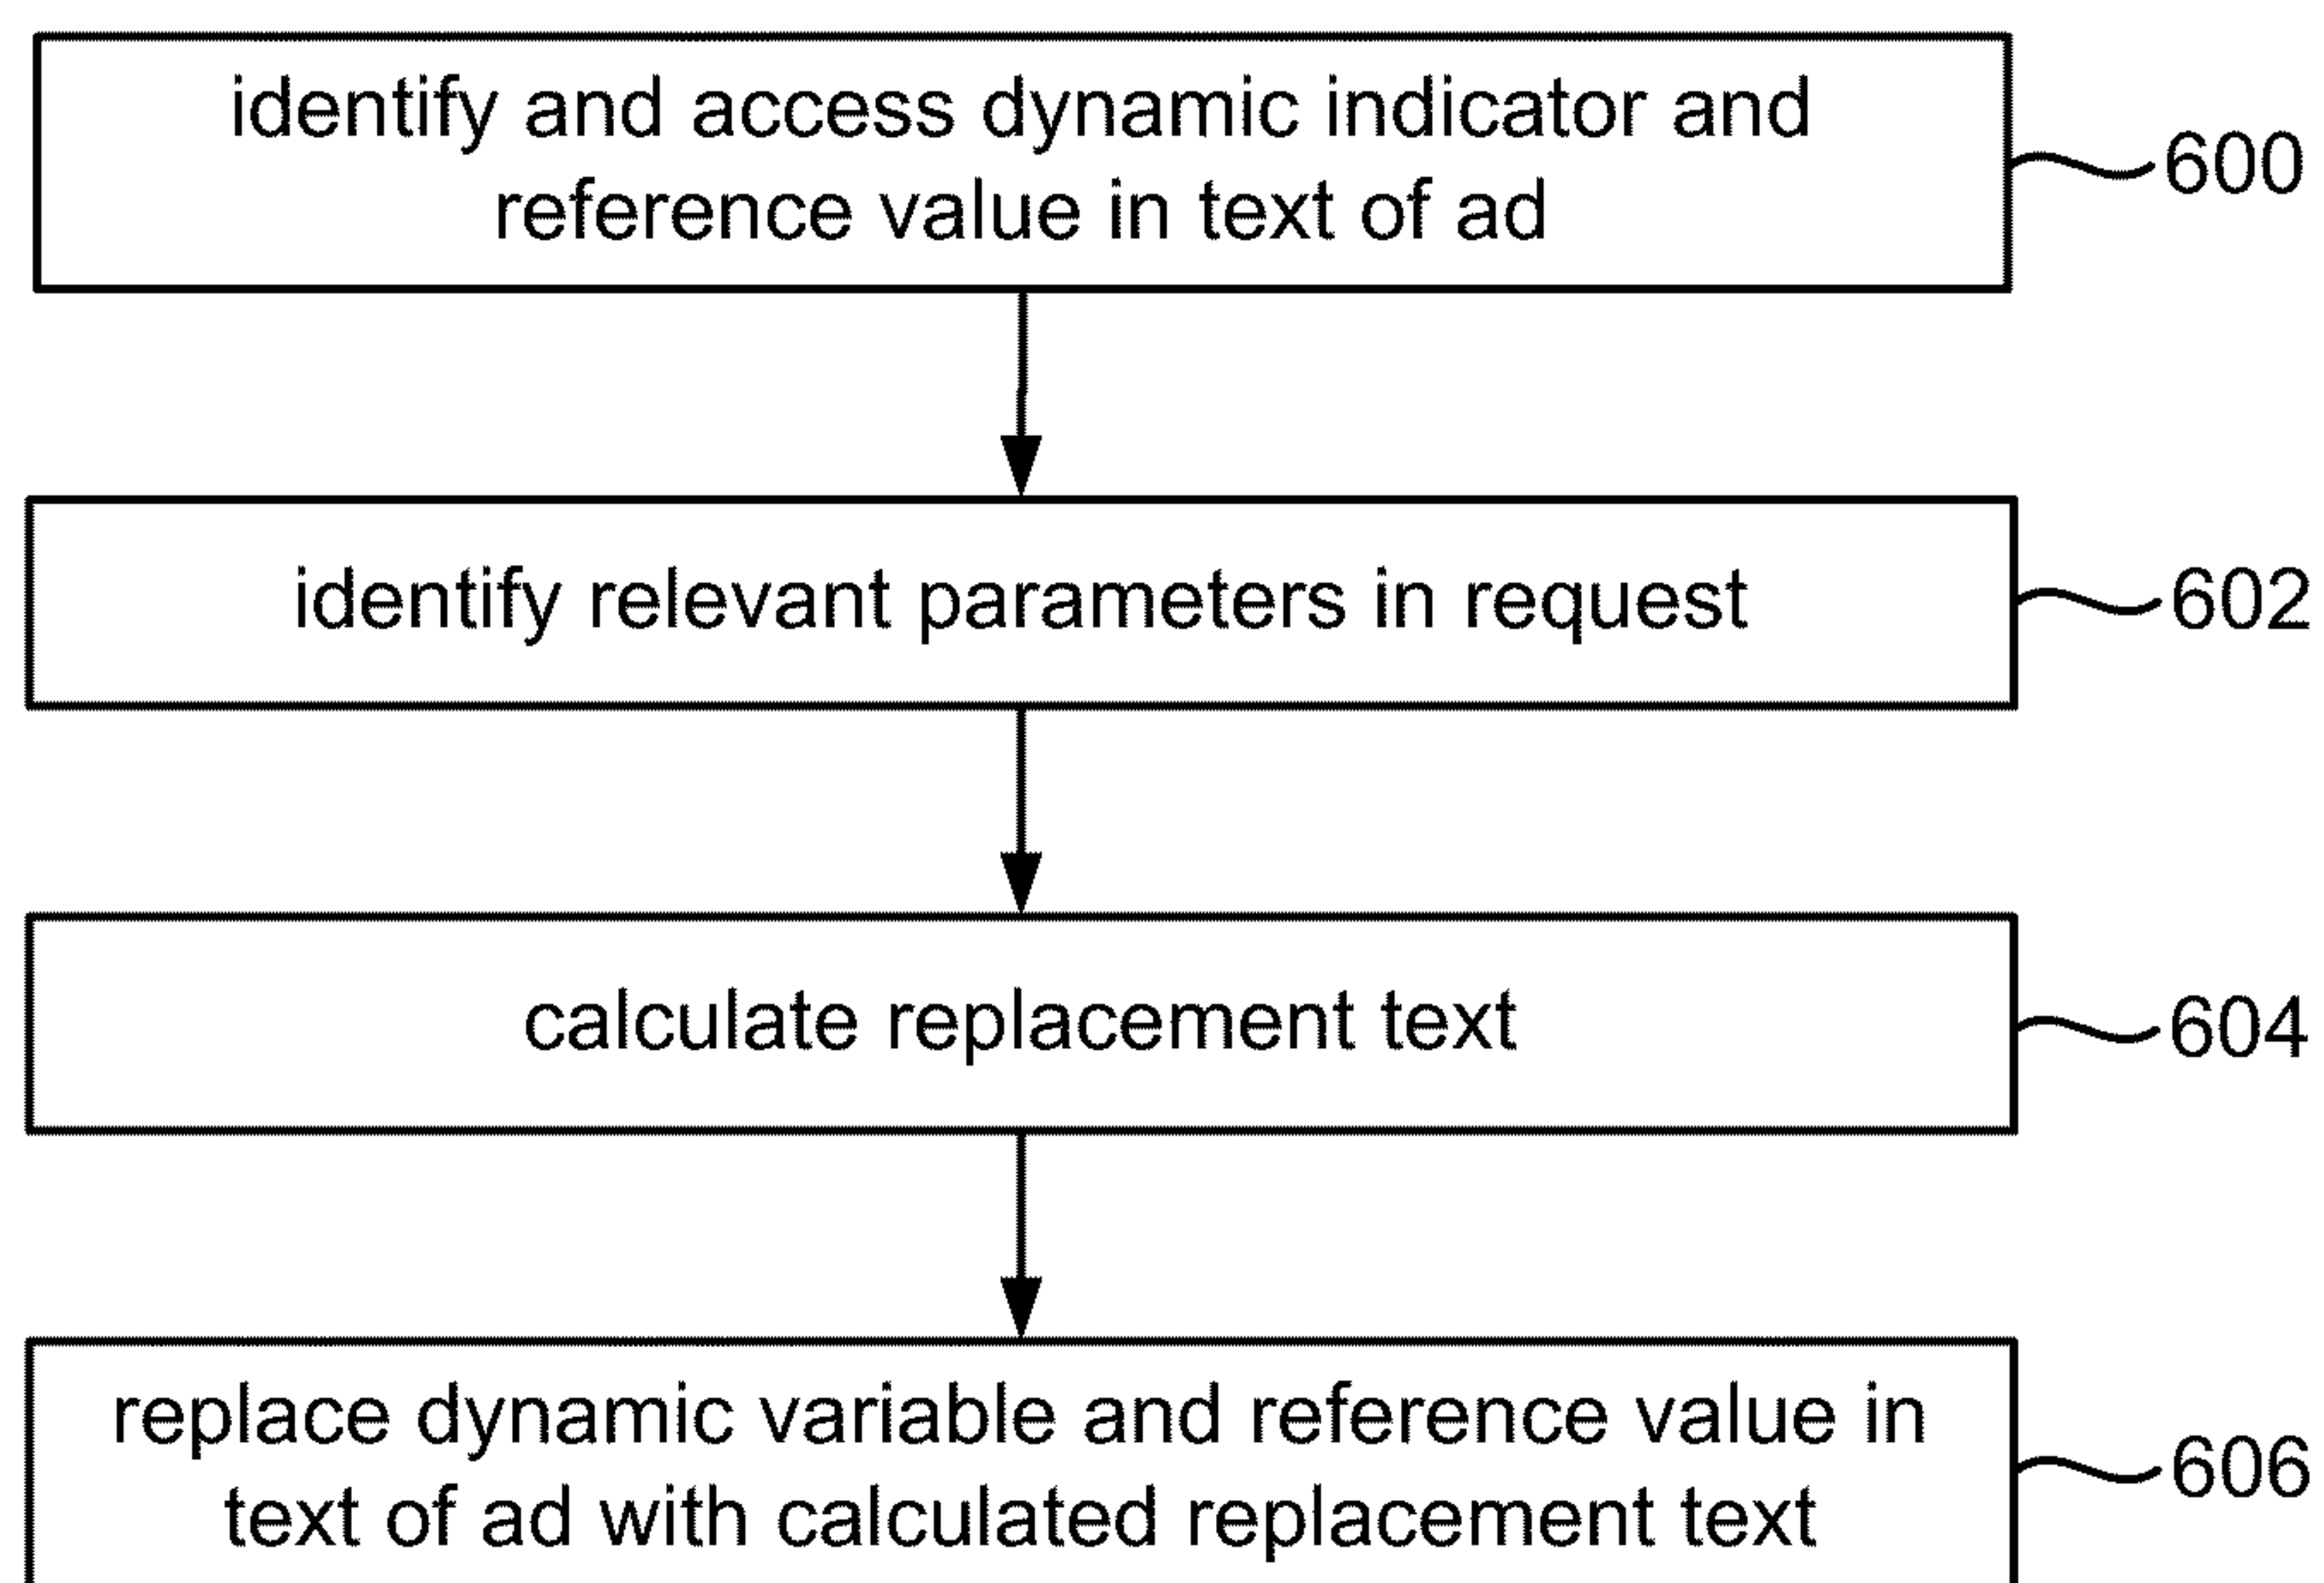 identify and access dynamic indicator and
reference value in text of ad
600
identify relevant parameters in request
602
calculate replacement text
604
replace dynamic variable and reference value in
text of ad with calculated replacement text
606